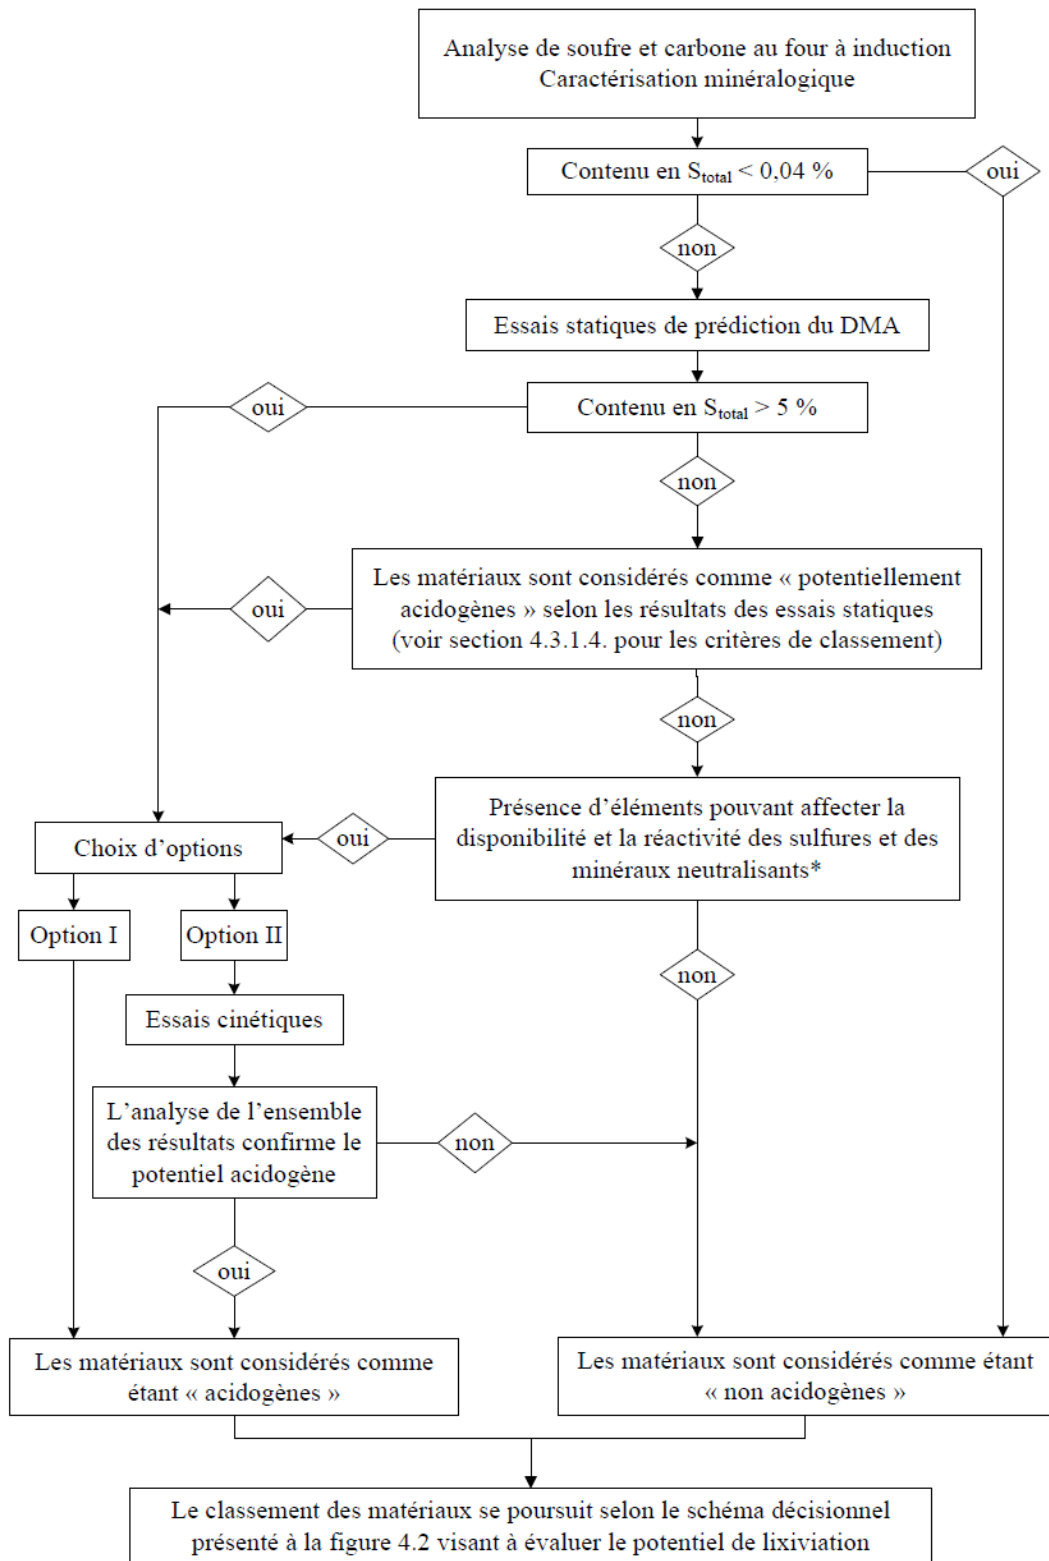 Analyse de soufre et carbone au four à induction
Caractérisation minéralogique
Contenu en Stotal < 0,04 %
oui
non
Essais statiques de prédiction du DMA
oui
Contenu en Stotal > 5 %
non
Les matériaux sont considérés comme « potentiellement
acidogènes » selon les résultats des essais statiques
(voir section 4.3.1.4. pour les critères de classement)
oui
non
Présence d’éléments pouvant affecter la
disponibilité et la réactivité des sulfures et des
minéraux neutralisants*
oui
Choix d’options
Option I
Option II
non
Essais cinétiques
L’analyse de l’ensemble
des résultats confirme le
potentiel acidogène
non
oui
Les matériaux sont considérés comme
étant « acidogènes »
Les matériaux sont considérés comme étant
« non acidogènes »
Le classement des matériaux se poursuit selon le schéma décisionnel
présenté à la figure 4.2 visant à évaluer le potentiel de lixiviation